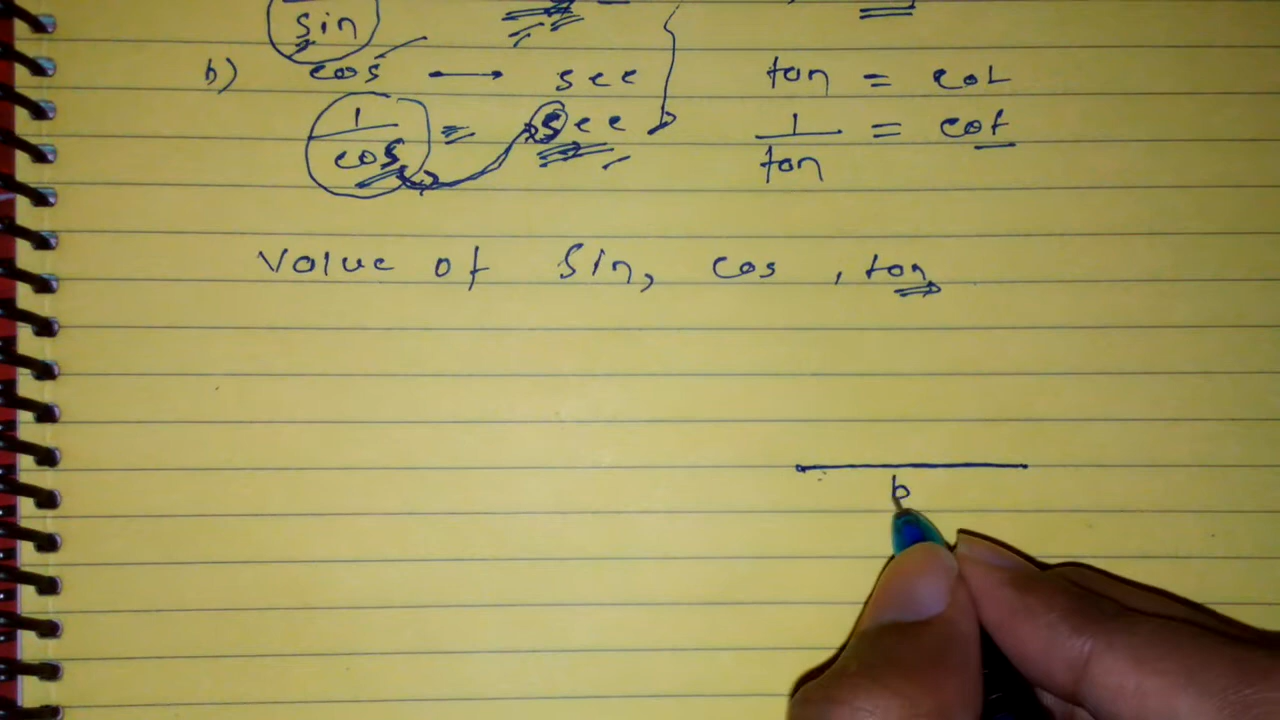 sin
b) cos → sec tan = cot
1/cos = sec 1/tan = cot
Value of Sin, cos, tan
b